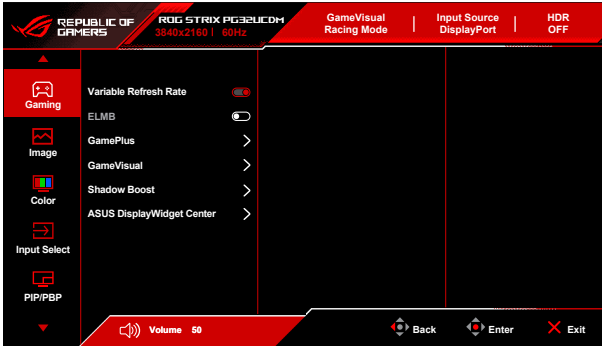 REPUBLIC OF
GAMERS
ROG STRIX PG32UCDM
3840x2160 | 60Hz
GameVisual
Racing Mode
Input Source
DisplayPort
HDR
OFF
Gaming
Image
Color
Input Select
PIP/PBP
Variable Refresh Rate
ELMB
GamePlus
GameVisual
Shadow Boost
ASUS DisplayWidget Center
Volume 50
Back
Enter
Exit